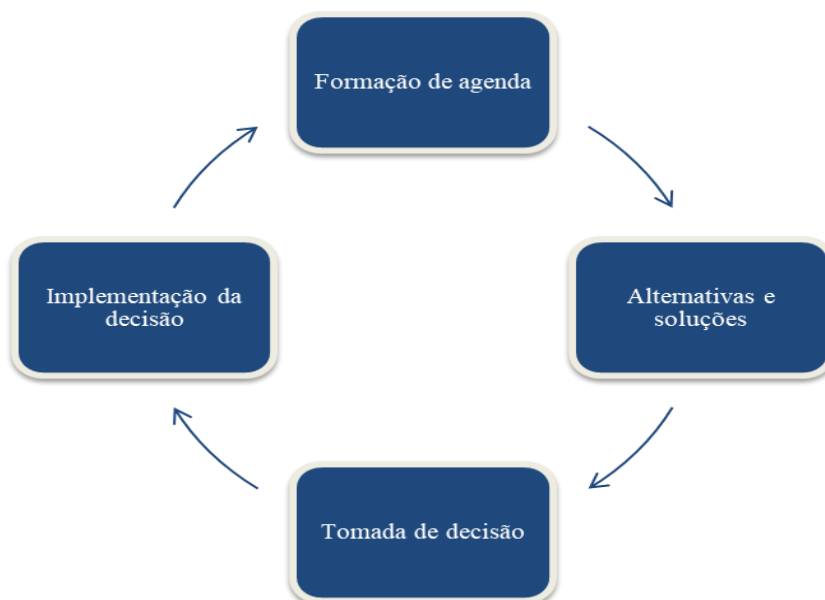 Formação de agenda
Alternativas e
soluções
Tomada de decisão
Implementação da
decisão